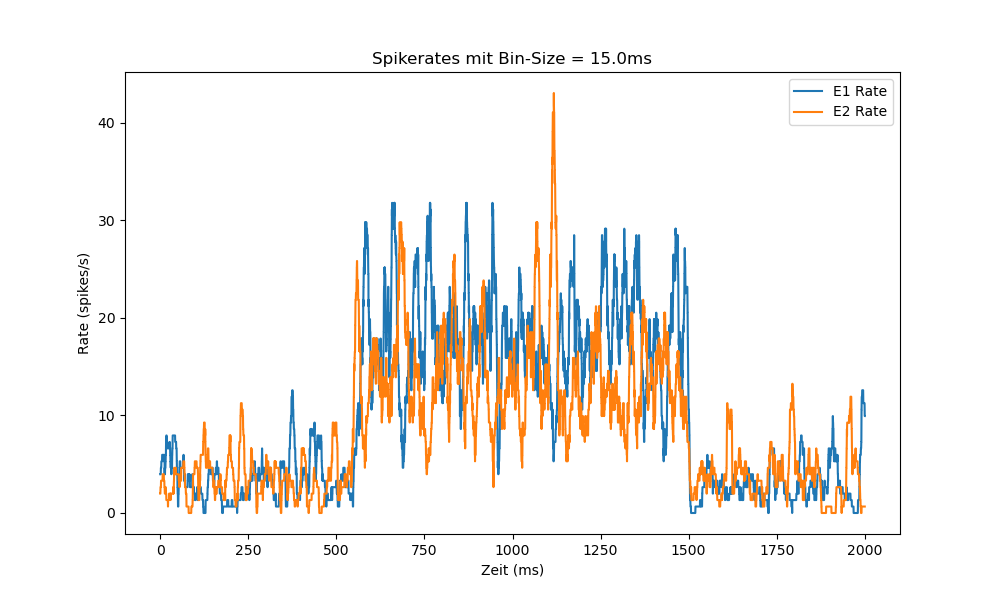 Spikerates mit Bin-Size = 15.0ms
E1 Rate
E2 Rate
40
30
20
10
0
Rate (spikes/s)
0 250 500 750 1000 1250 1500 1750 2000
Zeit (ms)